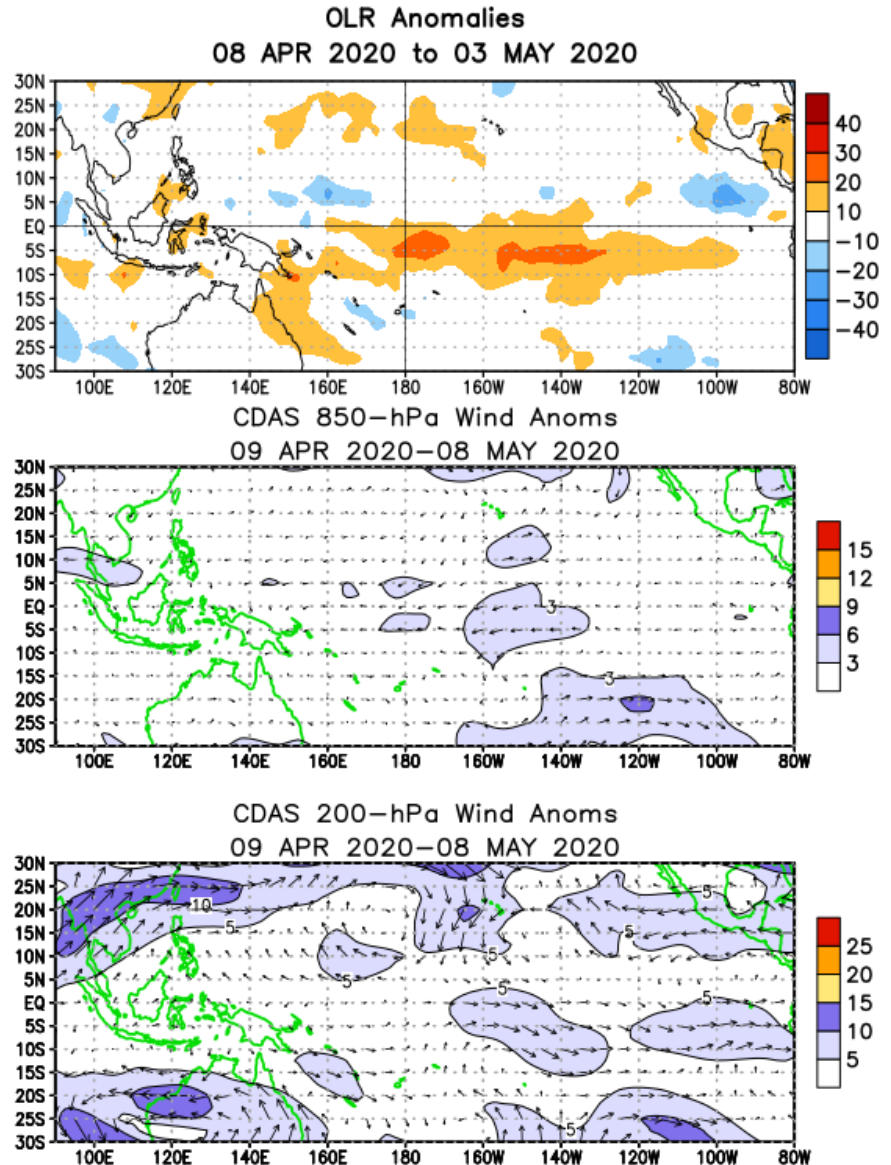 OLR Anomalies
08 APR 2020 to 03 MAY 2020
30N
25N
20N
15N
10N
5N
EQ
5S
10S
15S
20S
25S
30S
100E 120E 140E 160E 180 160W 140W 120W 100W 80W
40
30
20
10
-10
-20
-30
-40
CDAS 850-hPa Wind Anoms
09 APR 2020-08 MAY 2020
30N
25N
20N
15N
10N
5N
EQ
5S
10S
15S
20S
25S
30S
3
3
100E 120E 140E 160E 180 160W 140W 120W 100W 80W
15
12
9
6
3
CDAS 200-hPa Wind Anoms
09 APR 2020-08 MAY 2020
30N
25N
20N
15N
10N
5N
EQ
5S
10S
15S
20S
25S
30S
10
5
5
5
5
5
5
5
5
100E 120E 140E 160E 180 160W 140W 120W 100W 80W
25
20
15
10
5